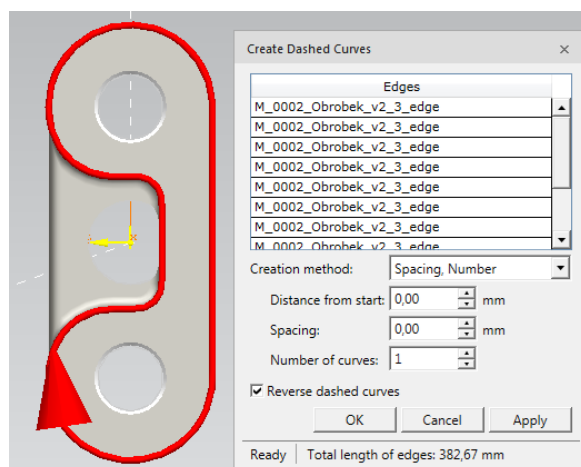 Create Dashed Curves
Edges
M_0002_Obrobek_v2_3_edge
M_0002_Obrobek_v2_3_edge
M_0002_Obrobek_v2_3_edge
M_0002_Obrobek_v2_3_edge
M_0002_Obrobek_v2_3_edge
M_0002_Obrobek_v2_3_edge
M_0002_Obrobek_v2_3_edge
M_0002_Obrobek_v2_3_edge
Creation method: Spacing, Number
Distance from start: 0,00 mm
Spacing: 0,00 mm
Number of curves: 1
Reverse dashed curves
OK Cancel Apply
Ready Total length of edges: 382,67 mm